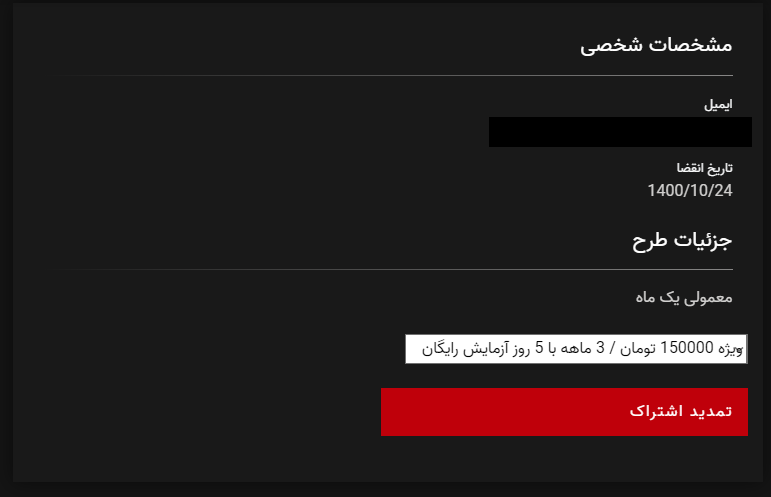 مشخصات شخصی
ایمیل
تاریخ انقضا
1400/10/24
جزئیات طرح
معمولی یک ماه
ویژه 150000 تومان / 3 ماهه با 5 روز آزمایش رایگان
تمدید اشتراک